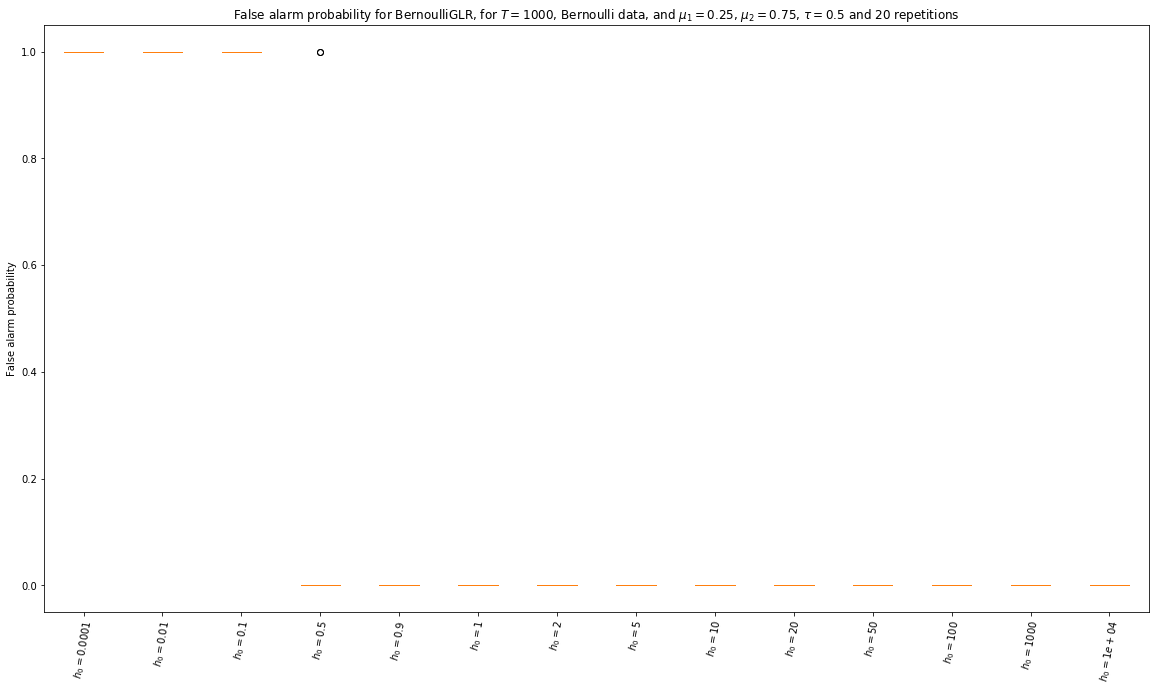 False alarm probability for BernoulliGLR, for T = 1000, Bernoulli data, and μ₁ = 0.25, μ₂ = 0.75, τ = 0.5 and 20 repetitions
1.0
0.8
0.6
0.4
0.2
0.0
False alarm probability
h₀ = 0.0001
h₀ = 0.01
h₀ = 0.1
h₀ = 0.5
h₀ = 0.9
h₀ = 1
h₀ = 2
h₀ = 5
h₀ = 10
h₀ = 20
h₀ = 50
h₀ = 100
h₀ = 1000
h₀ = 1e + 04